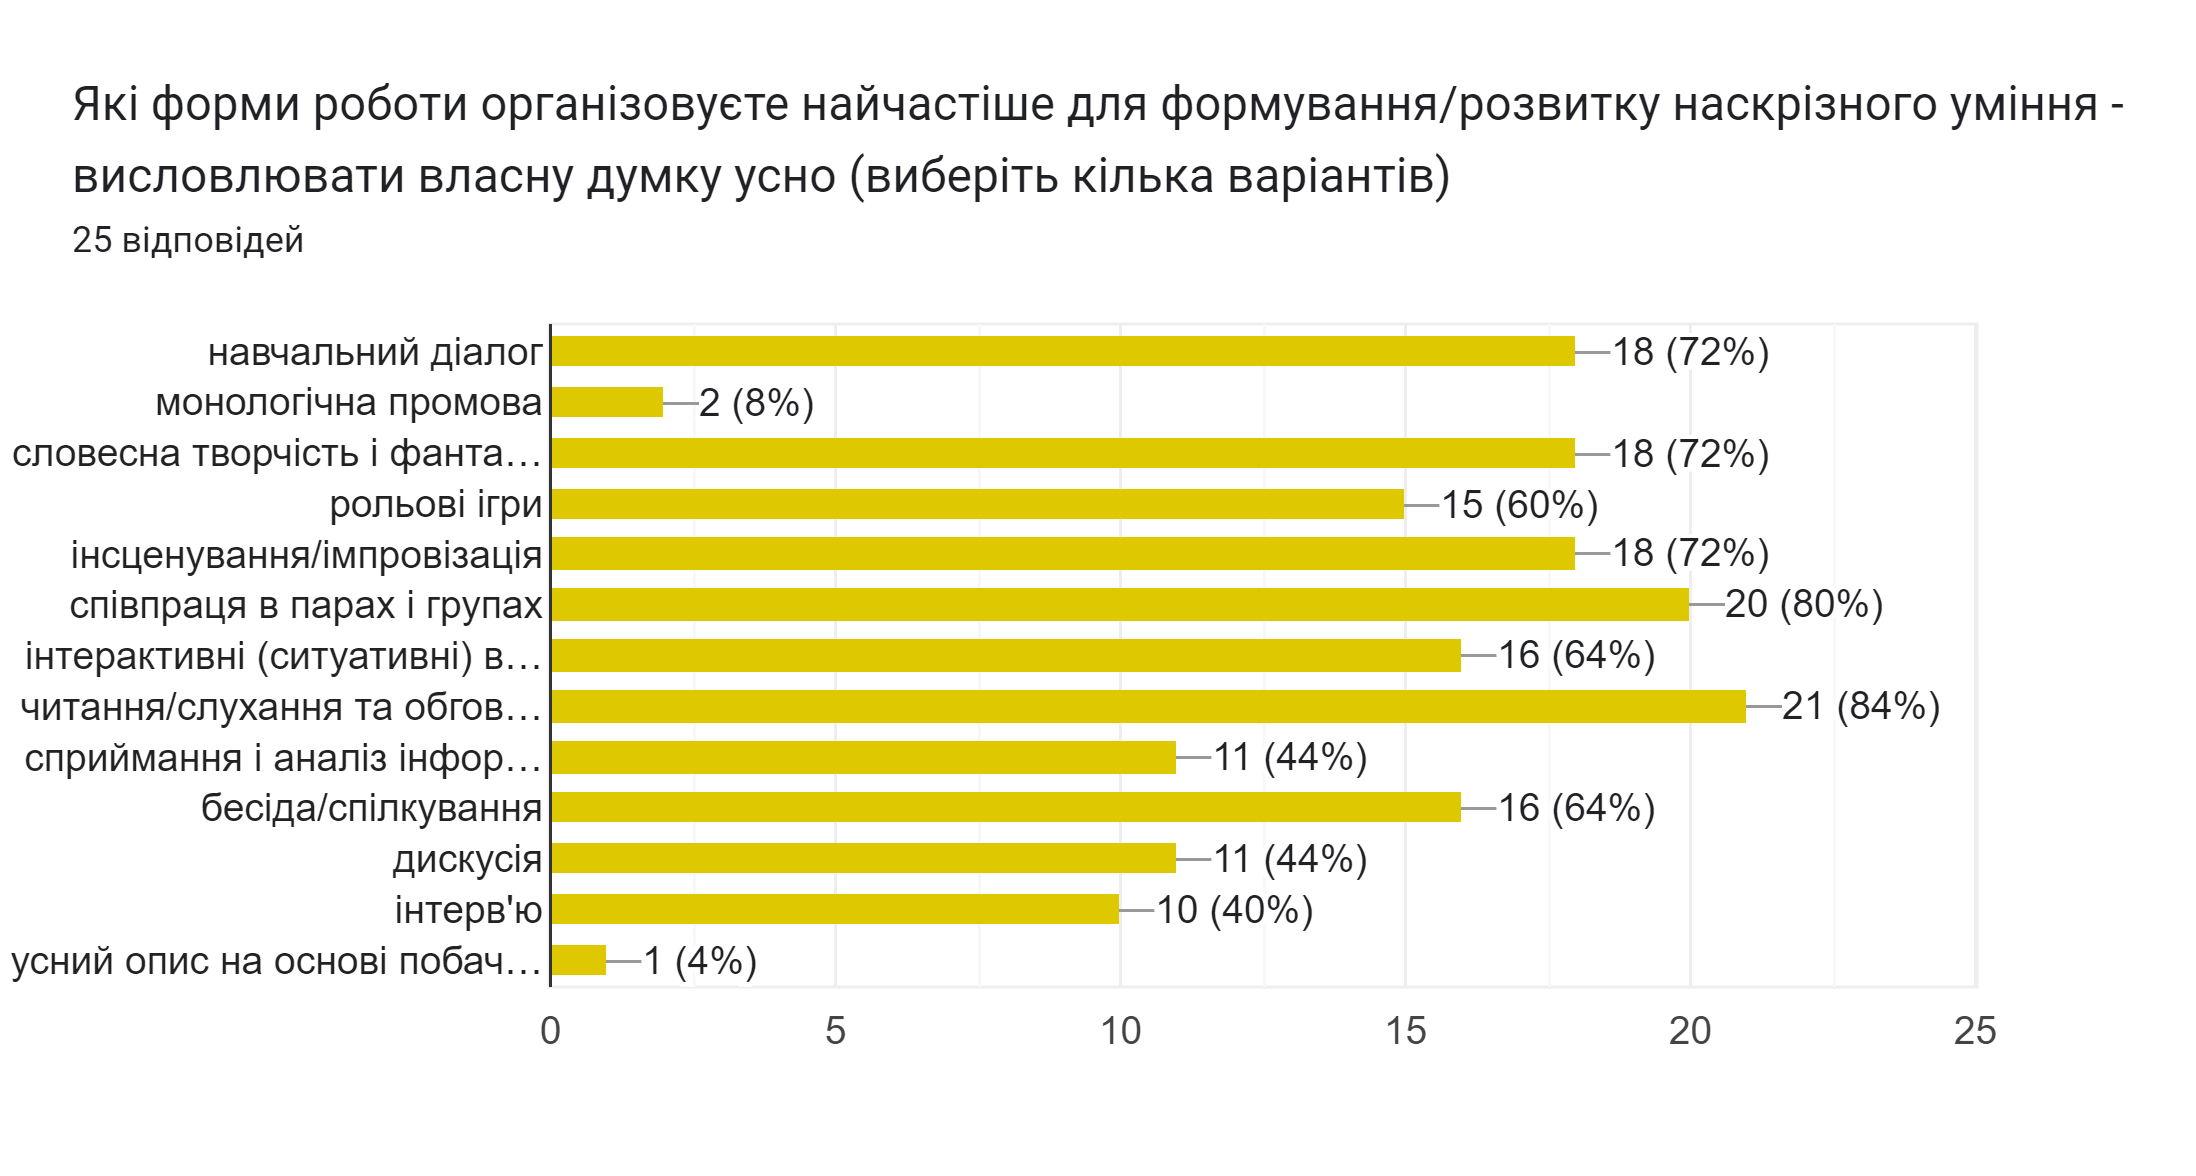 Які форми роботи організовуєте найчастіше для формування/розвитку наскрізного уміння -
висловлювати власну думку усно (виберіть кілька варіантів)
25 відповідей
навчальний діалог 18 (72%)
монологічна промова 2 (8%)
словесна творчість і фанта… 18 (72%)
рольові ігри 15 (60%)
інсценування/імпровізація 18 (72%)
співпраця в парах і групах 20 (80%)
інтерактивні (ситуативні) в… 16 (64%)
читання/слухання та обгов… 21 (84%)
сприймання і аналіз інфор… 11 (44%)
бесіда/спілкування 16 (64%)
дискусія 11 (44%)
інтерв'ю 10 (40%)
усний опис на основі побач… 1 (4%)
0 5 10 15 20 25